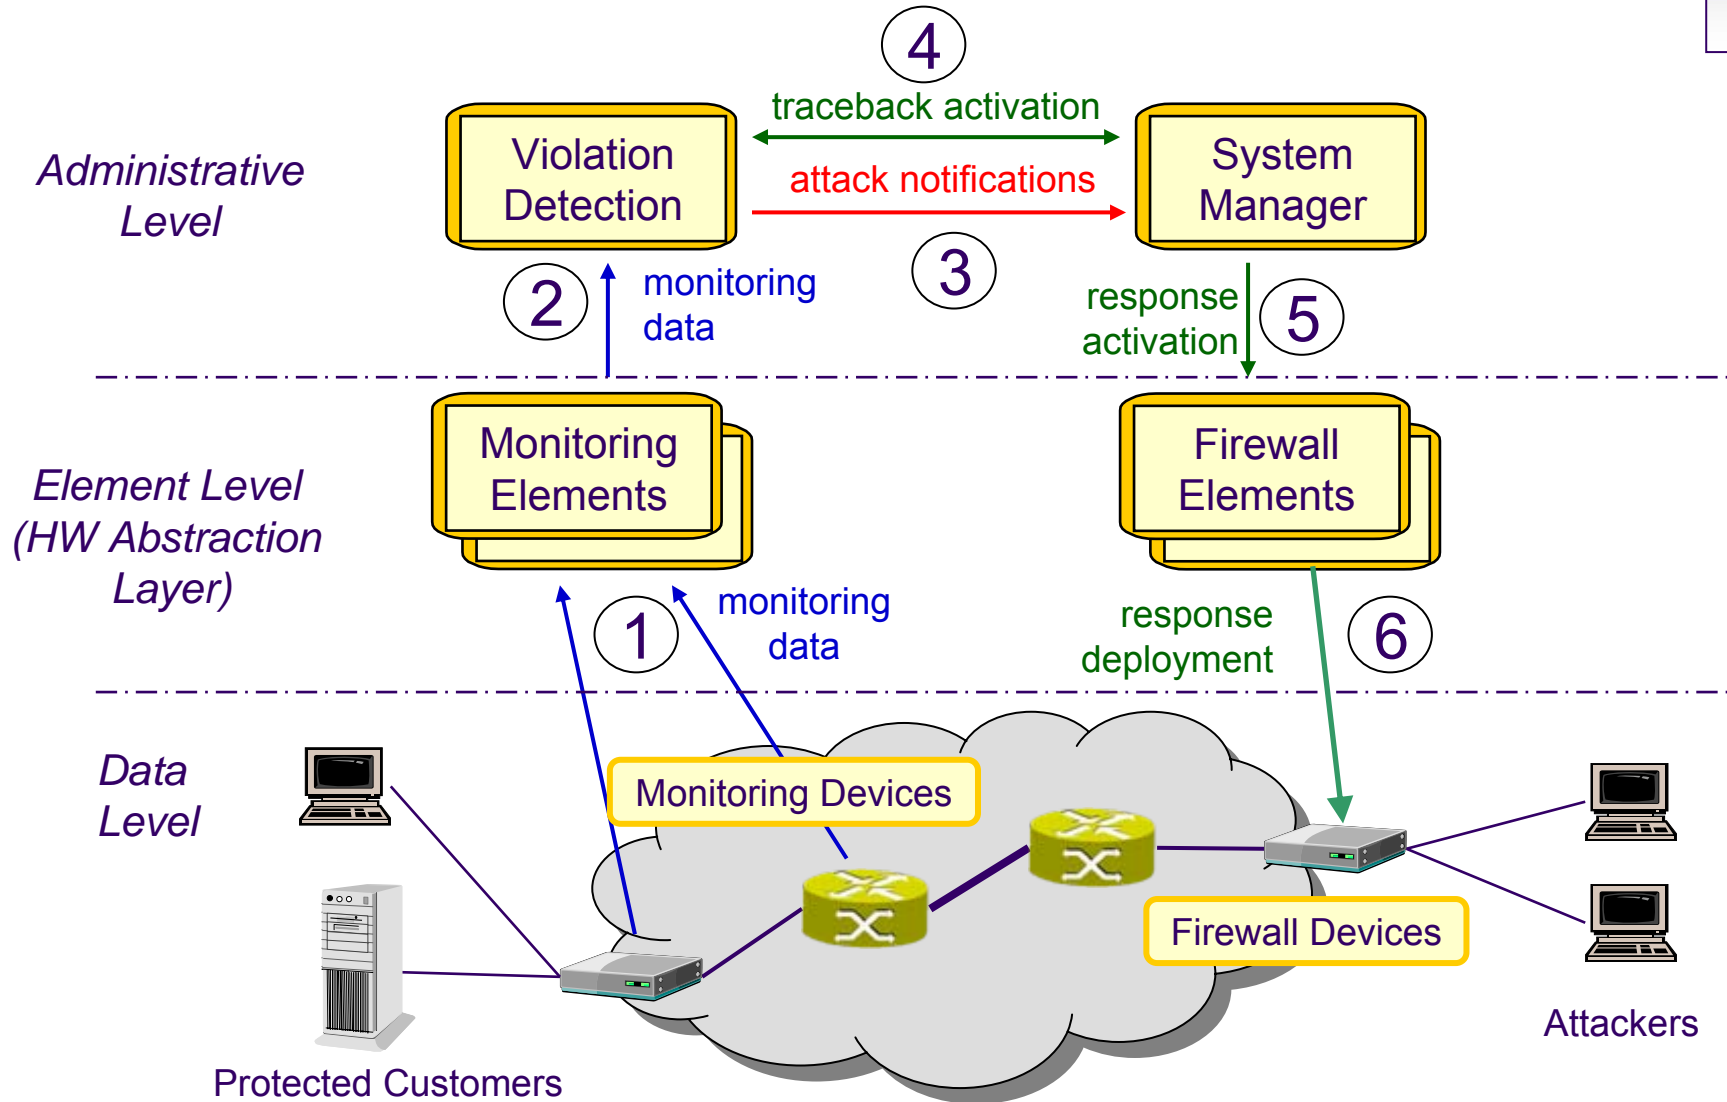 4
traceback activation
Violation
Detection
System
Manager
Administrative
Level
attack notifications
3
2
monitoring
data
response
activation
5
Monitoring
Elements
Firewall
Elements
Element Level
(HW Abstraction
Layer)
1
monitoring
data
response
deployment
6
Data
Level
Monitoring Devices
Firewall Devices
Attackers
Protected Customers